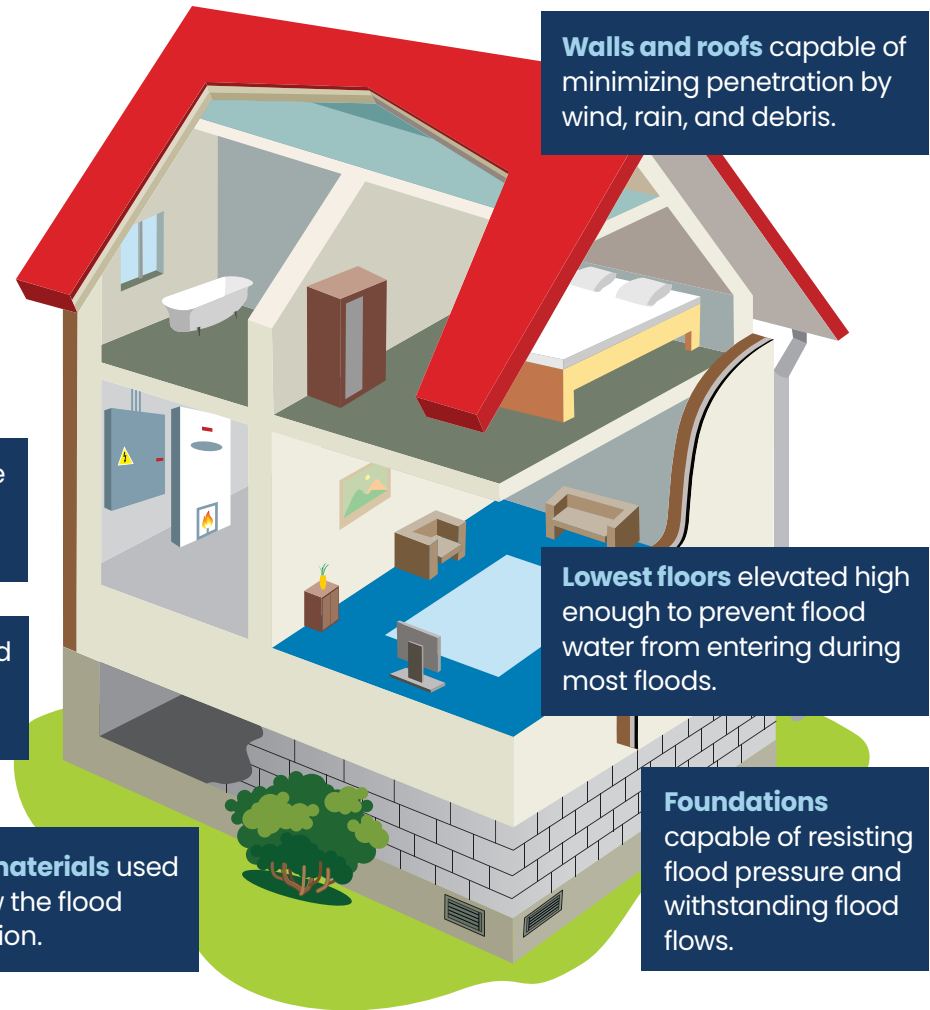 Walls and roofs capable of
minimizing penetration by
wind, rain, and debris.
Lowest floors elevated high
enough to prevent flood
water from entering during
most floods.
materials used
the flood
Foundations
capable of resisting
flood pressure and
withstanding flood
flows.